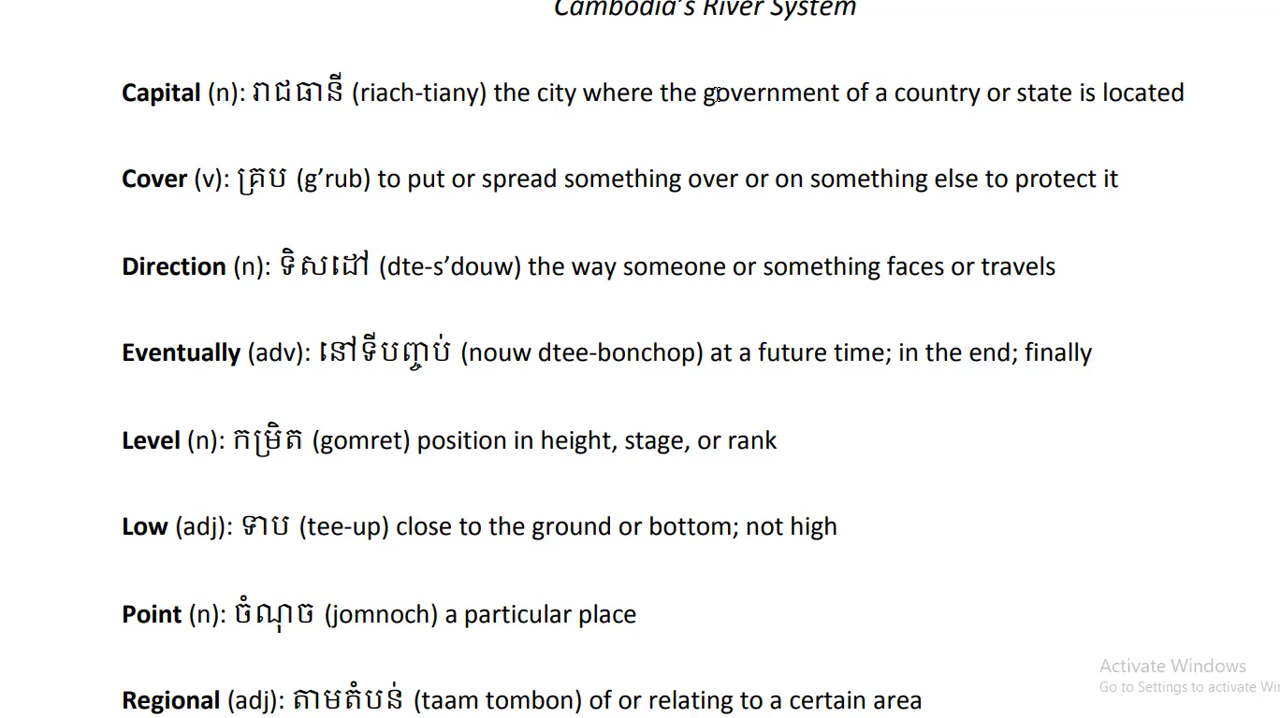 Cambodia's River System
Capital (n): រាជធានី (riach-tiany) the city where the government of a country or state is located
Cover (v): គ្រប (g’rub) to put or spread something over or on something else to protect it
Direction (n): ទិសដៅ (dte-s’douw) the way someone or something faces or travels
Eventually (adv): នៅទីបញ្ចប់ (nouw dtee-bonchop) at a future time; in the end; finally
Level (n): កម្រិត (gomret) position in height, stage, or rank
Low (adj): ទាប (tee-up) close to the ground or bottom; not high
Point (n): ចំណុច (jomnoch) a particular place
Activate Windows
Go to Settings to activate Wi
Regional (adj): តាមតំបន់ (taam tombon) of or relating to a certain area